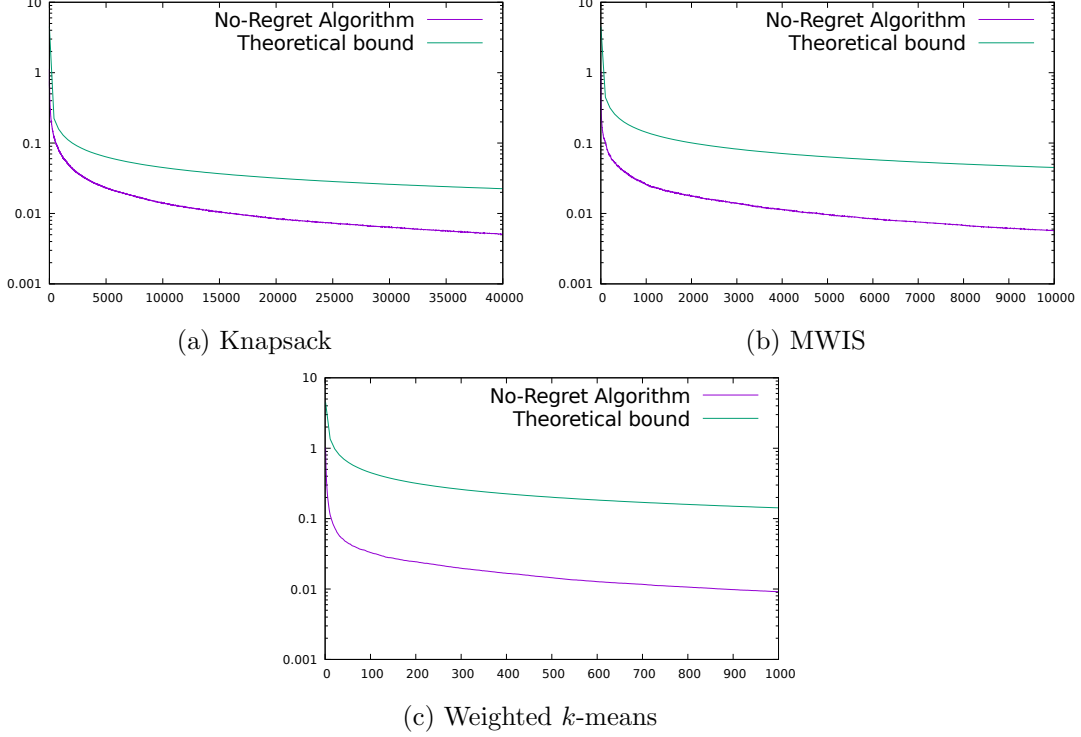 10
1
0.1
0.01
0.001
No-Regret Algorithm
Theoretical bound
0 5000 10000 15000 20000 25000 30000 35000 40000
(a) Knapsack
10
1
0.1
0.01
0.001
No-Regret Algorithm
Theoretical bound
0 1000 2000 3000 4000 5000 6000 7000 8000 9000 10000
(b) MWIS
10
1
0.1
0.01
0.001
No-Regret Algorithm
Theoretical bound
0 100 200 300 400 500 600 700 800 900 1000
(c) Weighted k-means